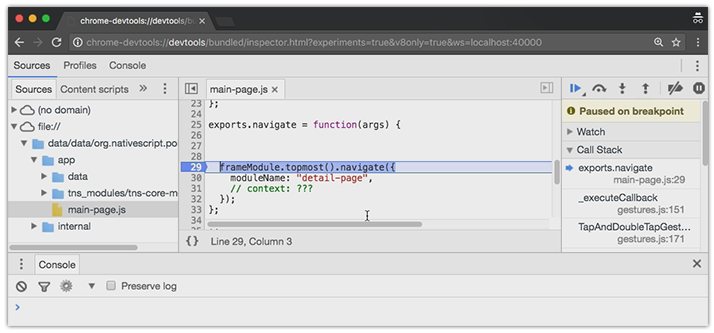 chrome-devtools://devtools/bu
chrome-devtools://devtools/bundled/inspector.html?experiments=true&v8only=true&ws=localhost:40000
Sources Profiles Console
Sources Content scripts »
main-page.js ×
(no domain)
file://
data/data/org.nativescript.po
app
data
tns_modules/tns-core-m
main-page.js
internal
23 };
24
25 exports.navigate = function(args) {
26
27
28
29 frameModule.topmost().navigate({
30 moduleName: "detail-page",
31 // context: ???
32 });
33 };
34
{} Line 29, Column 3
Paused on breakpoint
Watch
Call Stack
exports.navigate
main-page.js:29
_executeCallback
gestures.js:151
TapAndDoubleTapGest...
gestures.js:171
Console
Preserve log